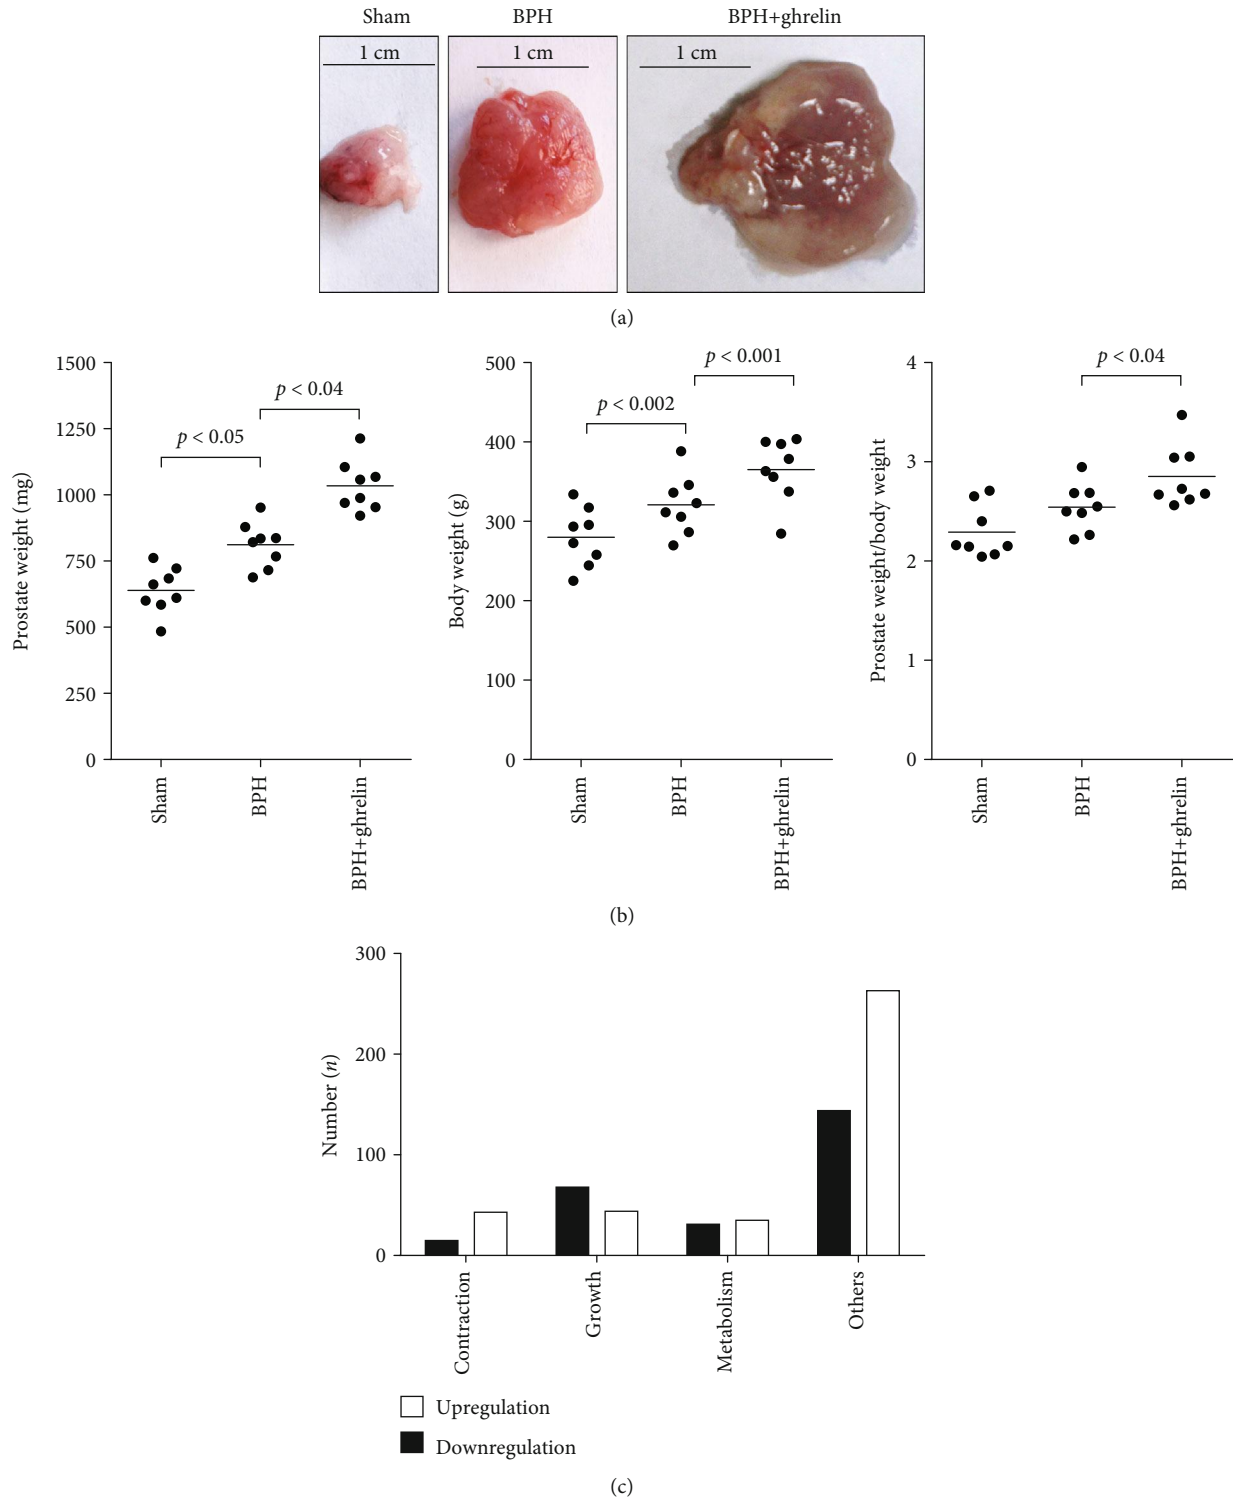 Sham BPH BPH+ghrelin
1 cm 1 cm 1 cm
(a)
Prostate weight (mg)
1500
1250
1000
750
500
250
0
p < 0.05
p < 0.04
Sham
BPH
BPH+ghrelin
Body weight (g)
500
400
300
200
100
0
p < 0.002
p < 0.001
Sham
BPH
BPH+ghrelin
Prostate weight/body weight
4
3
2
1
0
p < 0.04
Sham
BPH
BPH+ghrelin
(b)
Number (n)
300
200
100
0
Contraction
Growth
Metabolism
Others
Upregulation
Downregulation
(c)